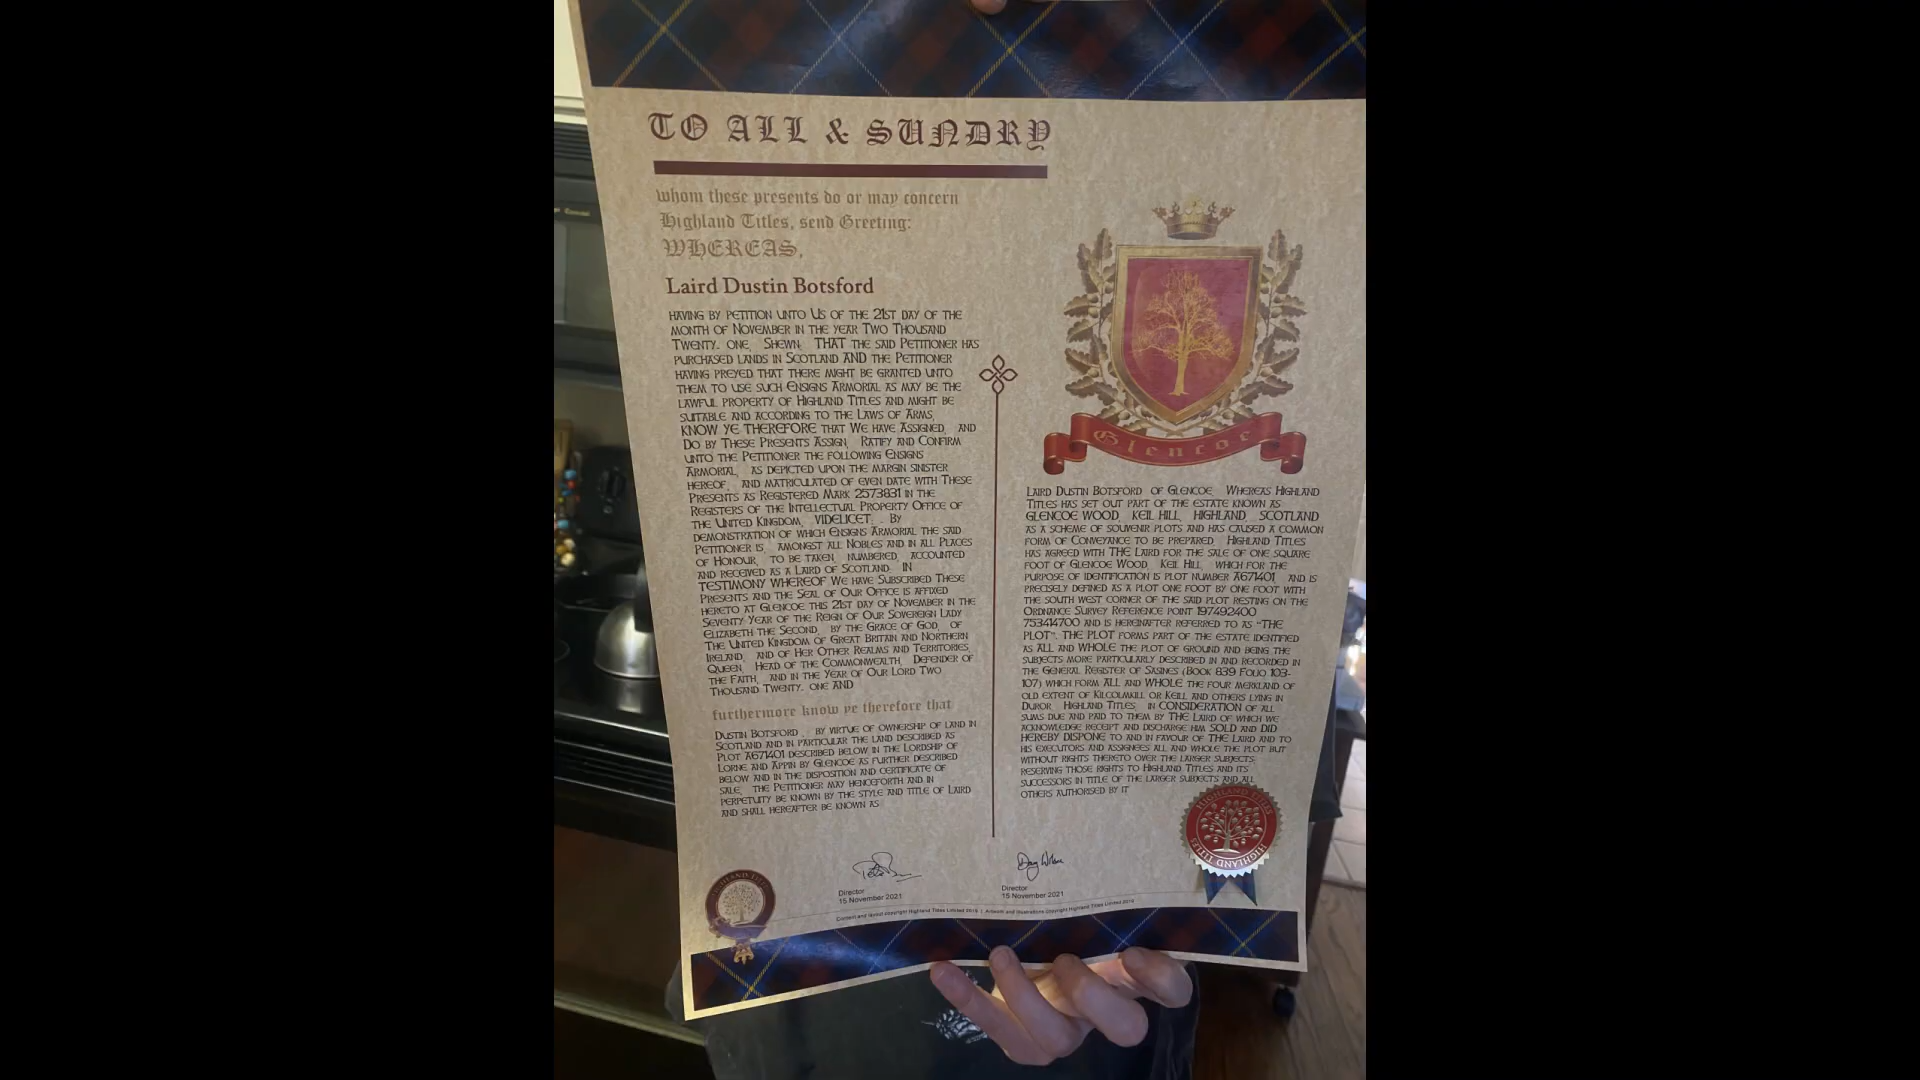 TO ALL & SUNDRY
whom these presents do or may concern
Highland Titles, send Greeting:
WHEREAS,
Laird Dustin Botsford
HAVING BY PETITION UNTO US OF THE 21ST DAY OF THE
MONTH OF NOVEMBER IN THE YEAR TWO THOUSAND
TWENTY- ONE, SHEWN, THAT THE SAID PETITIONER HAS
PURCHASED LANDS IN SCOTLAND AND THE PETITIONER
HAVING PREYED THAT THERE MIGHT BE GRANTED UNTO
THEM TO USE SUCH ENSIGNS ARMORIAL AS MAY BE THE
LAWFUL PROPERTY OF HIGHLAND TITLES AND MIGHT BE
SUITABLE AND ACCORDING TO THE LAWS OF ARMS,
KNOW YE THEREFORE THAT WE HAVE ASSIGNED, AND
DO BY THESE PRESENTS ASSIGN, RATIFY AND CONFIRM
UNTO THE PETITIONER THE FOLLOWING ENSIGNS
ARMORIAL, AS DEPICTED UPON THE MARGIN SINISTER
HEREOF, AND MATRICULATED OF EVEN DATE WITH THESE
PRESENTS AS REGISTERED MARK 2573831 IN THE
REGISTERS OF THE INTELLECTUAL PROPERTY OFFICE OF
THE UNITED KINGDOM, VIDELICET: BY
DEMONSTRATION OF WHICH ENSIGNS ARMORIAL THE SAID
PETITIONER IS, AMONGST ALL NOBLES AND IN ALL PLACES
OF HONOUR, TO BE TAKEN, NUMBERED, ACCOUNTED
AND RECEIVED AS A LAIRD OF SCOTLAND. IN
TESTIMONY WHEREOF WE HAVE SUBSCRIBED THESE
PRESENTS AND THE SEAL OF OUR OFFICE IS AFFIXED
HERETO AT GLENCOE THIS 21ST DAY OF NOVEMBER IN THE
SEVENTY YEAR OF THE REIGN OF OUR SOVEREIGN LADY
ELIZABETH THE SECOND, BY THE GRACE OF GOD, OF
THE UNITED KINGDOM OF GREAT BRITAIN AND NORTHERN
IRELAND, AND OF HER OTHER REALMS AND TERRITORIES,
QUEEN, HEAD OF THE COMMONWEALTH, DEFENDER OF
THE FAITH, AND IN THE YEAR OF OUR LORD TWO
THOUSAND TWENTY- ONE AND
furthermore know ye therefore that
DUSTIN BOTSFORD, BY VIRTUE OF OWNERSHIP OF LAND IN
SCOTLAND AND IN PARTICULAR THE LAND DESCRIBED AS
PLOT A671401 DESCRIBED BELOW IN THE LORDSHIP OF
LORNE AND APPIN BY GLENCOE AS FURTHER DESCRIBED
BELOW AND IN THE DISPOSITION AND CERTIFICATE OF
SALE, THE PETITIONER MAY HENCEFORTH AND IN
PERPETUITY BE KNOWN BY THE STYLE AND TITLE OF LAIRD
AND SHALL HEREAFTER BE KNOWN AS
Glencoe
LAIRD DUSTIN BOTSFORD OF GLENCOE, WHEREAS HIGHLAND
TITLES HAS SET OUT PART OF THE ESTATE KNOWN AS
GLENCOE WOOD, KEIL HILL, HIGHLAND, SCOTLAND
AS A SCHEME OF SOUVENIR PLOTS AND HAS CAUSED A COMMON
FORM OF CONVEYANCE TO BE PREPARED, HIGHLAND TITLES
HAS AGREED WITH THE LAIRD FOR THE SALE OF ONE SQUARE
FOOT OF GLENCOE WOOD, KEIL HILL, WHICH FOR THE
PURPOSE OF IDENTIFICATION IS PLOT NUMBER A671401, AND IS
PRECISELY DEFINED AS A PLOT ONE FOOT BY ONE FOOT WITH
THE SOUTH WEST CORNER OF THE SAID PLOT RESTING ON THE
ORDNANCE SURVEY REFERENCE POINT 197492400
753414700 AND IS HEREINAFTER REFERRED TO AS "THE
PLOT". THE PLOT FORMS PART OF THE ESTATE IDENTIFIED
AS ALL AND WHOLE THE PLOT OF GROUND AND BEING THE
SUBJECTS MORE PARTICULARLY DESCRIBED IN AND RECORDED IN
THE GENERAL REGISTER OF SASINES (BOOK 839 FOLIO 103-
107) WHICH FORM ALL AND WHOLE THE FOUR MERKLAND OF
OLD EXTENT OF KILCOLMKILL OR KEILL AND OTHERS LYING IN
DUROR, HIGHLAND TITLES, IN CONSIDERATION OF ALL
SUMS DUE AND PAID TO THEM BY THE LAIRD OF WHICH WE
ACKNOWLEDGE RECEIPT AND DISCHARGE HIM SOLD AND DID
HEREBY DISPONE TO AND IN FAVOUR OF THE LAIRD AND TO
HIS EXECUTORS AND ASSIGNEES ALL AND WHOLE THE PLOT BUT
WITHOUT RIGHTS THERETO OVER THE LARGER SUBJECTS,
RESERVING THOSE RIGHTS TO HIGHLAND TITLES AND ITS
SUCCESSORS IN TITLE OF THE LARGER SUBJECTS AND ALL
OTHERS AUTHORISED BY IT
HIGHLAND TITLES
HIGHLAND TITLES
HIGHLAND TITLES
Director
15 November 2021
Director
15 November 2021
Content and layout copyright Highland Titles Limited 2019 | Artwork and illustrations Copyright Highland Titles Limited 2019